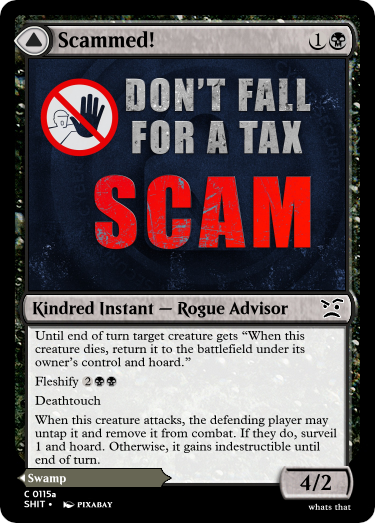 Scammed! 1
DON'T FALL
FOR A TAX
SCAM
Kindred Instant — Rogue Advisor
Until end of turn target creature gets “When this
creature dies, return it to the battlefield under its
owner's control and hoard.”
Fleshify 2
Deathtouch
When this creature attacks, the defending player may
untap it and remove it from combat. If they do, surveil
1 and hoard. Otherwise, it gains indestructible until
end of turn.
Swamp
4/2
C 0115a
SHIT • PIXABAY
whats that